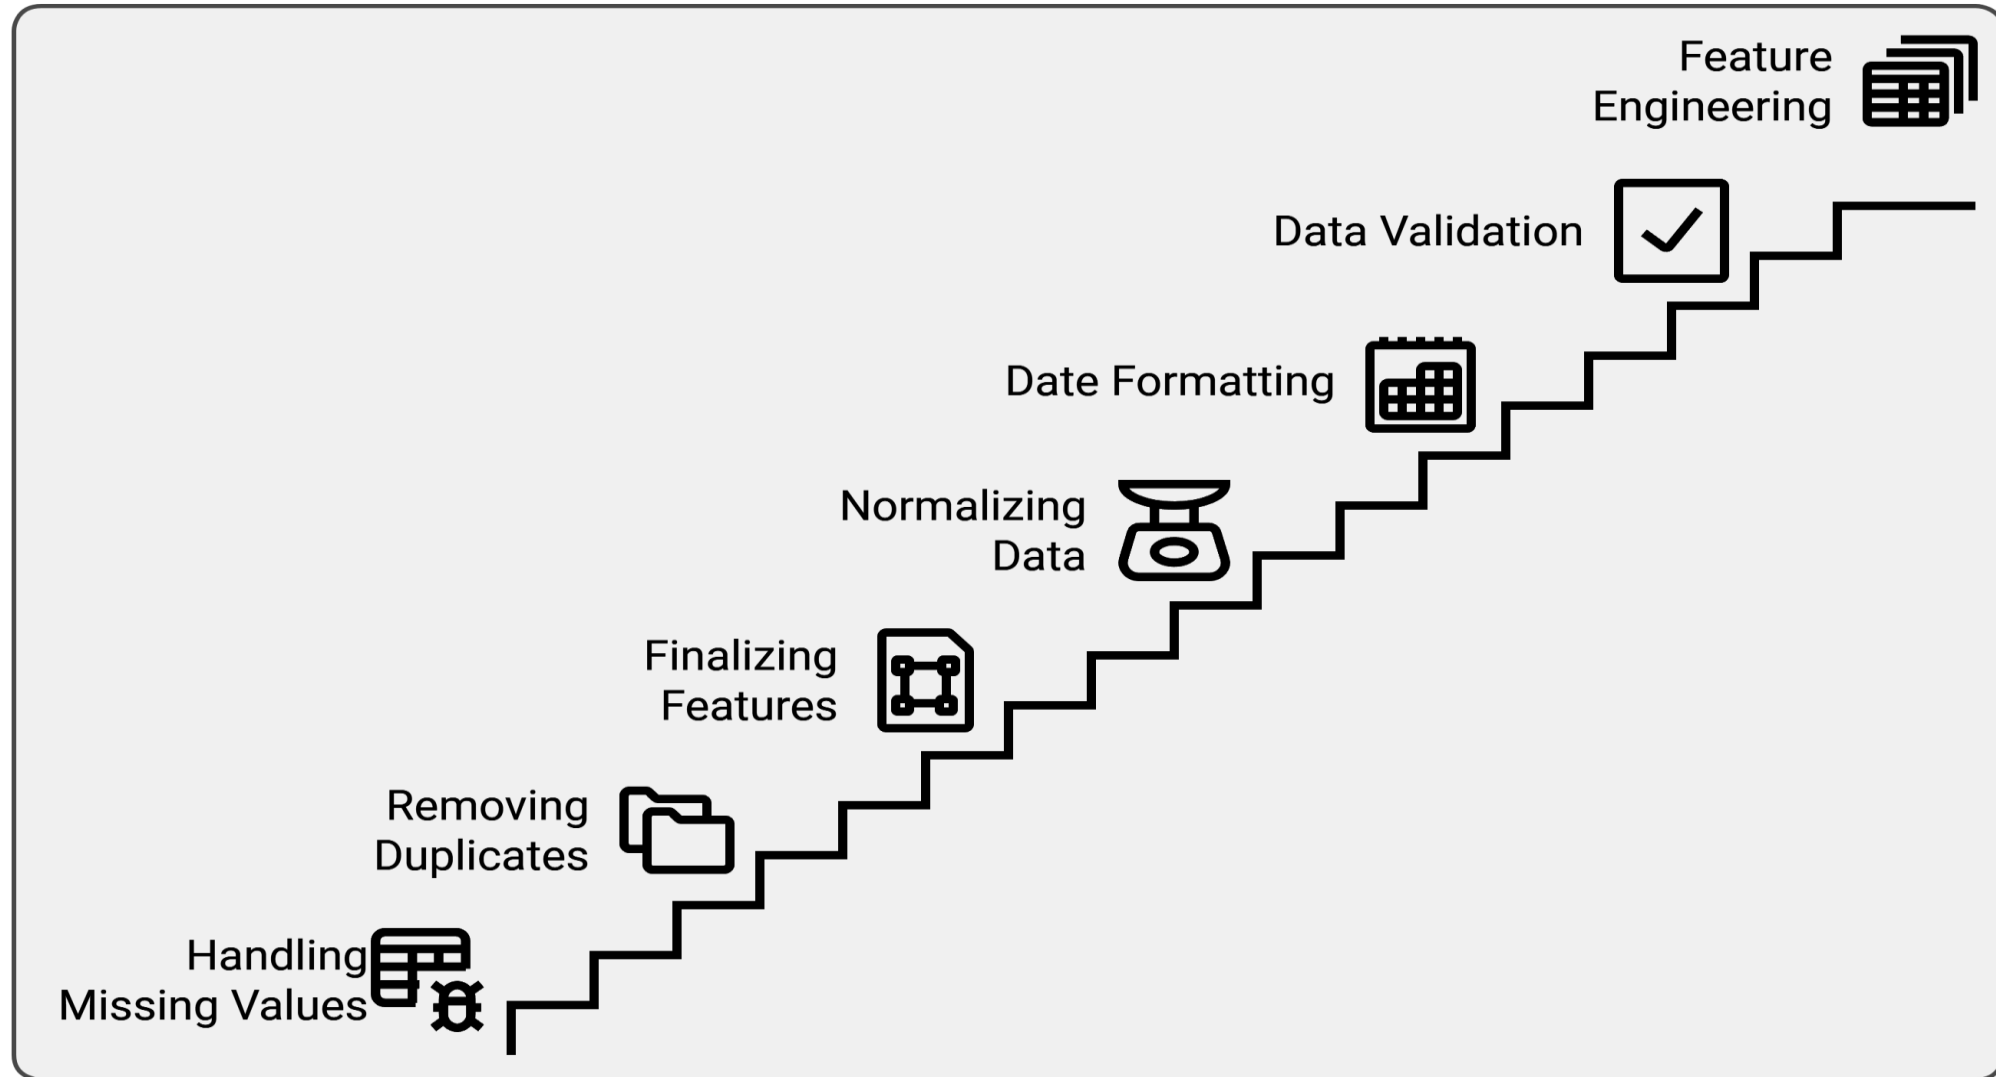 Feature
Engineering
Data Validation
Date Formatting
Normalizing
Data
Finalizing
Features
Removing
Duplicates
Handling
Missing Values